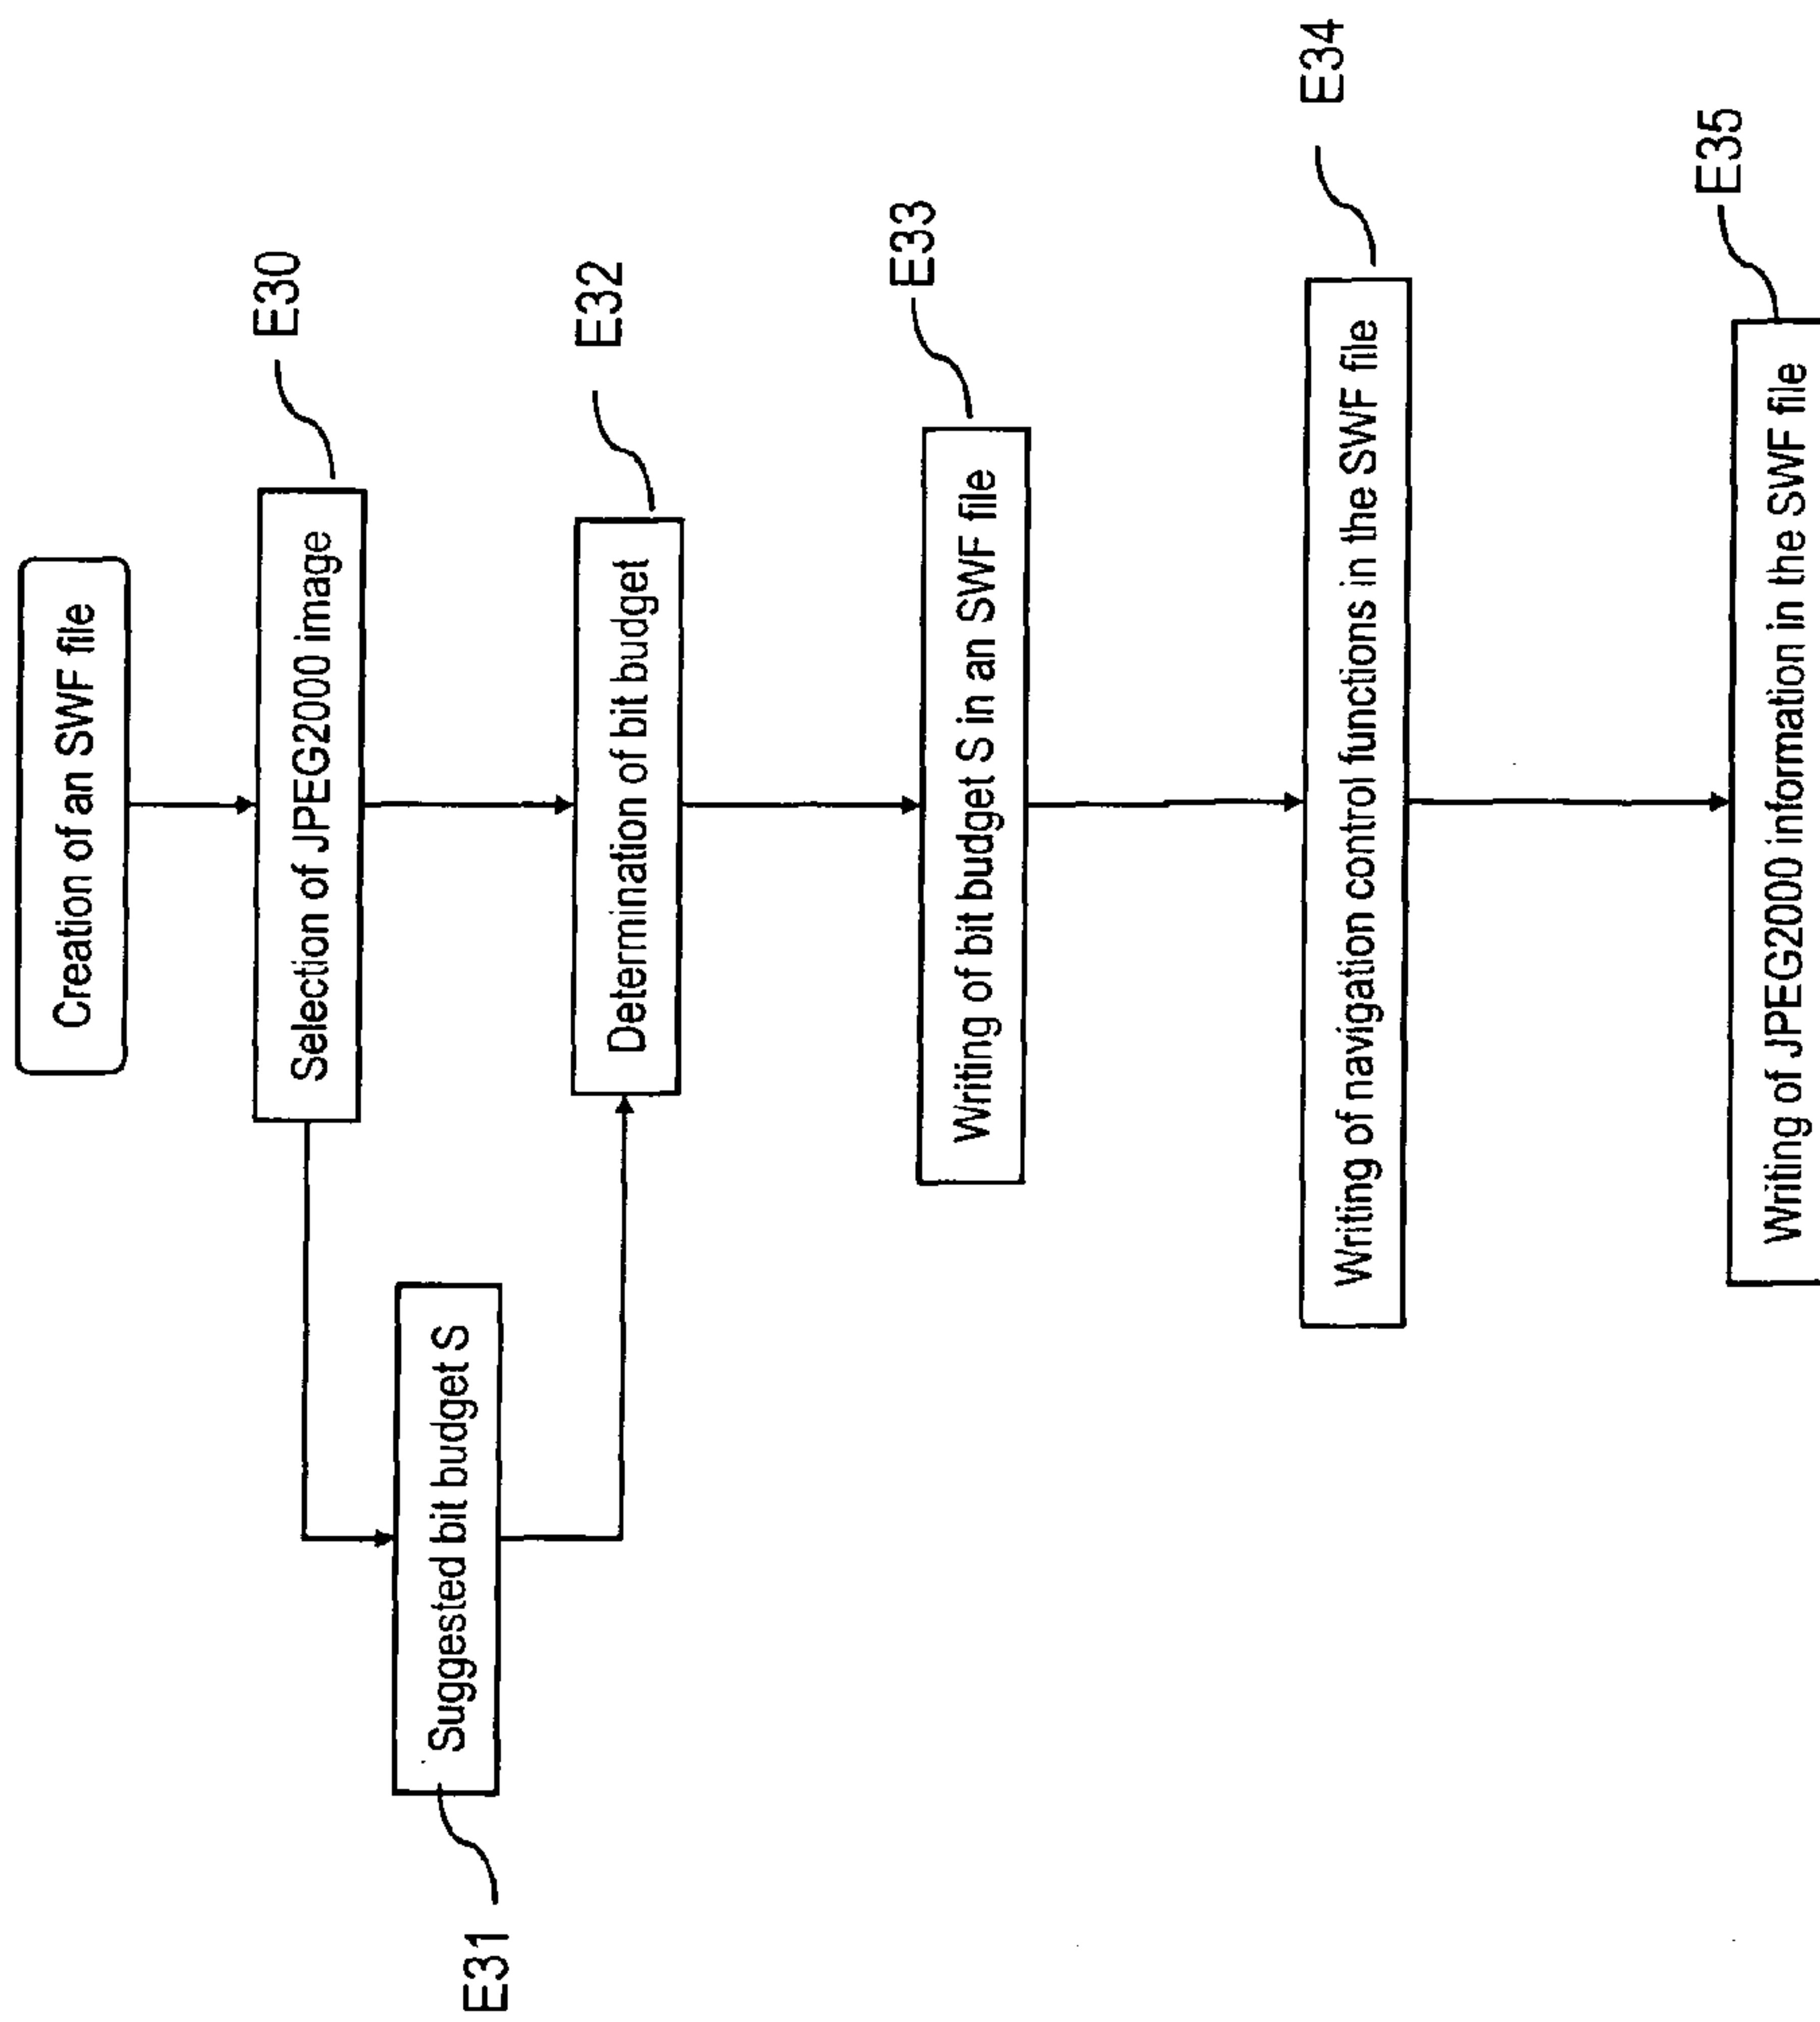 Creation of an SWF file
E30
Selection of JPEG2000 image
E31
Suggested bit budget S
E32
Determination of bit budget
E33
Writing of bit budget S in an SWF file
E34
Writing of navigation control functions in the SWF file
E35
Writing of JPEG2000 information in the SWF file